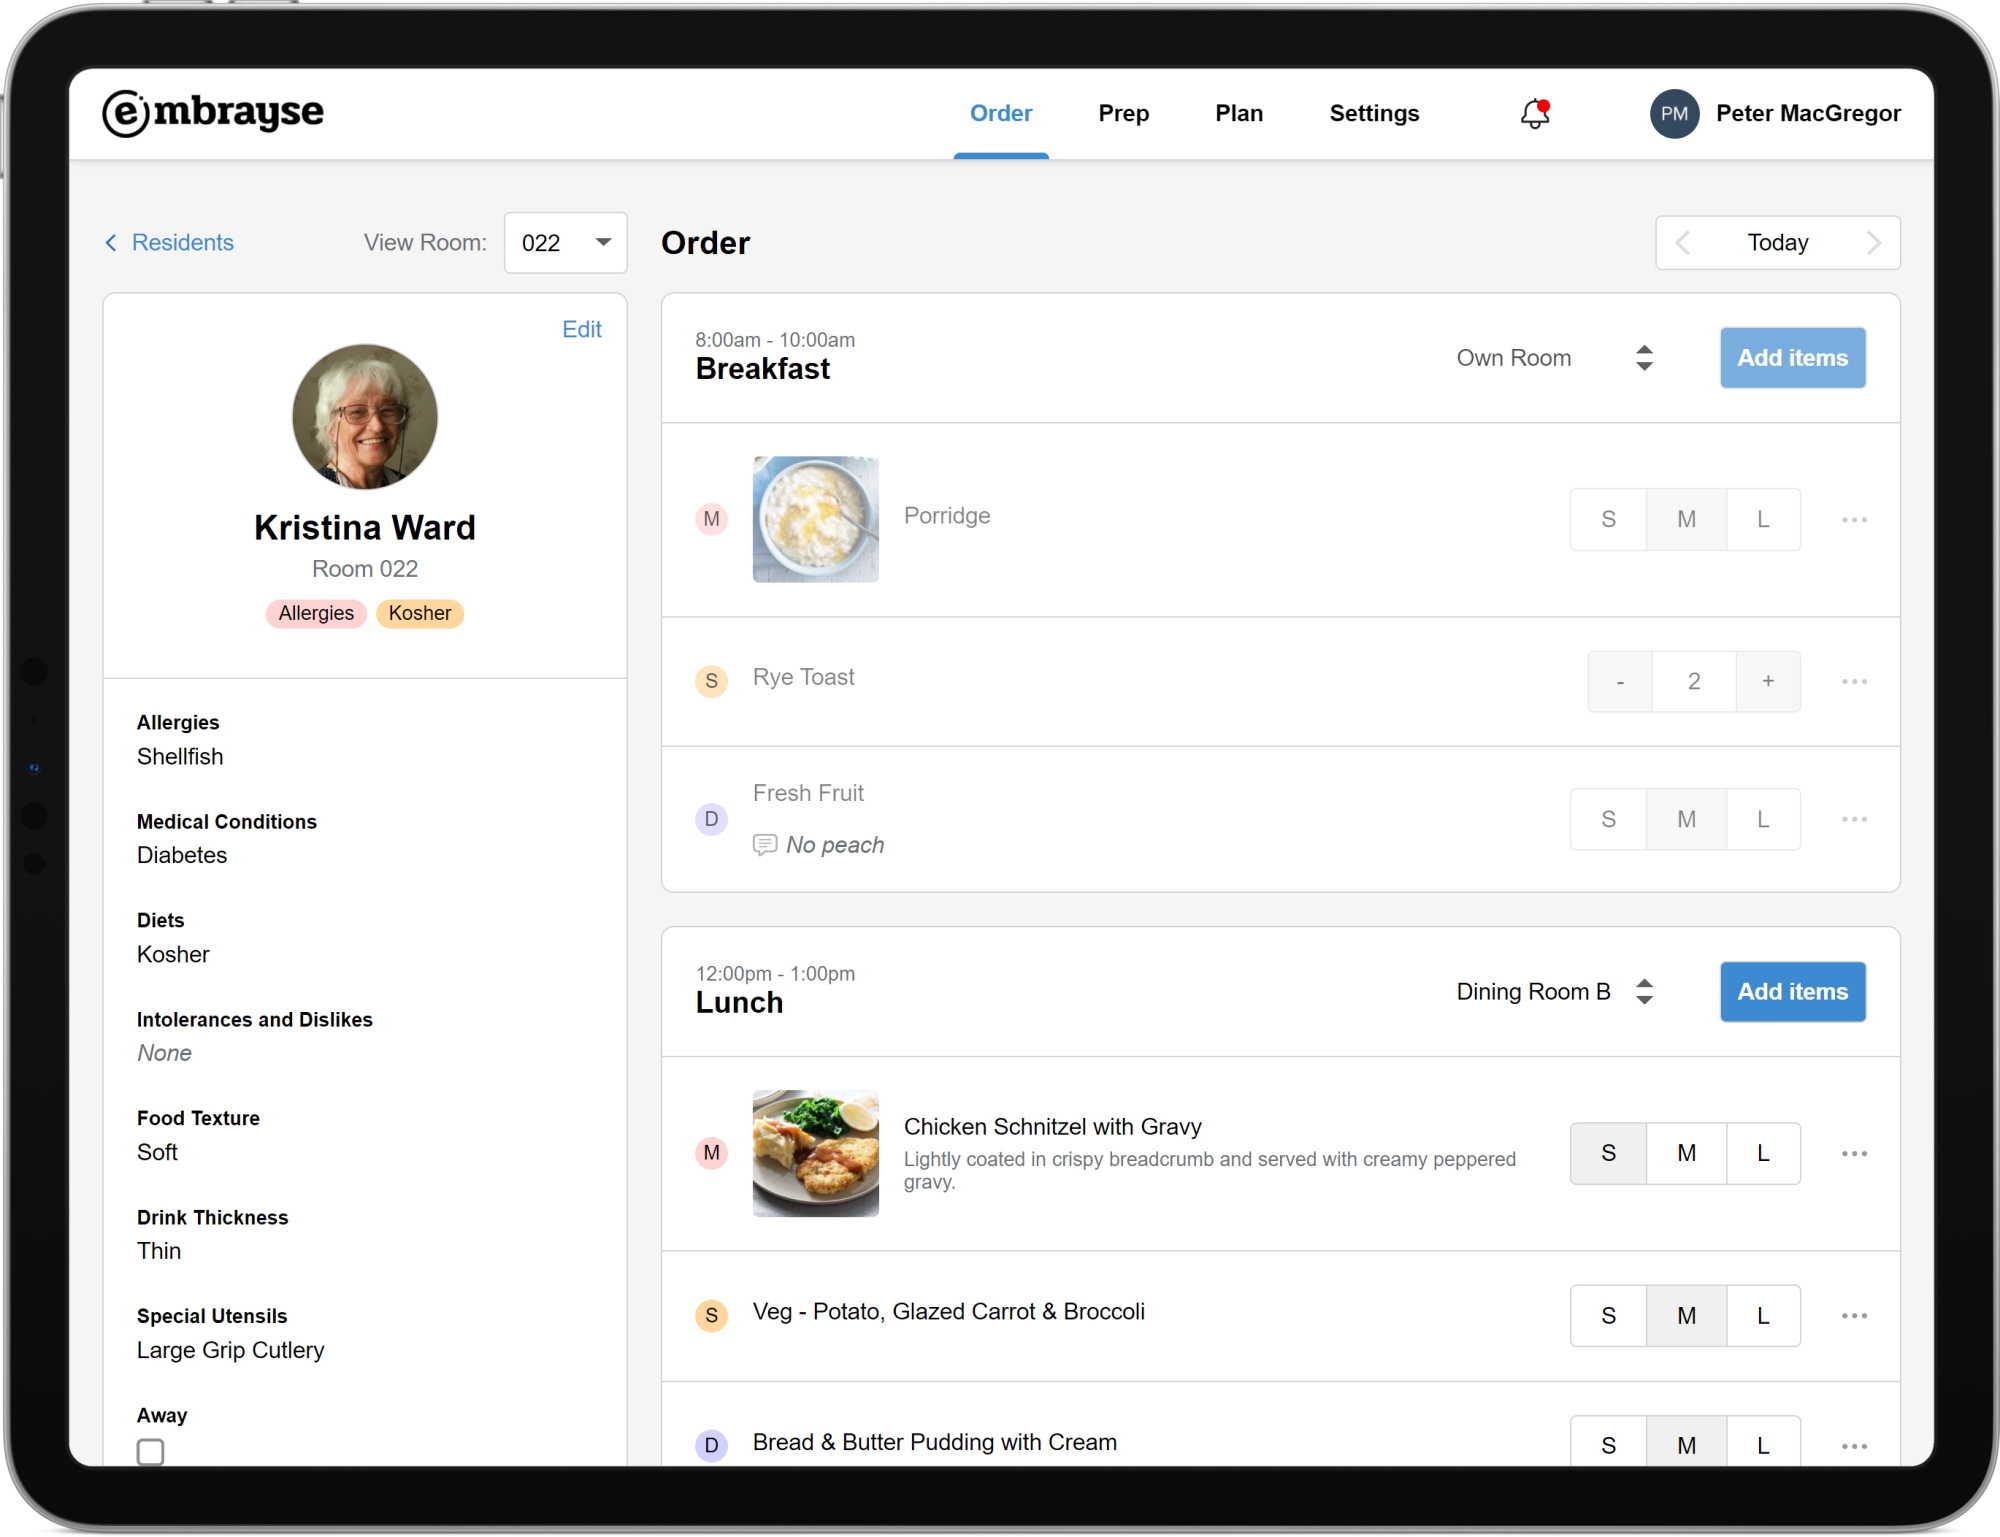 embrayse
Order
Prep
Plan
Settings
PM
Peter MacGregor
Residents
View Room:
022
Order
Today
Edit
Kristina Ward
Room 022
Allergies
Kosher
Allergies
Shellfish
Medical Conditions
Diabetes
Diets
Kosher
Intolerances and Dislikes
None
Food Texture
Soft
Drink Thickness
Thin
Special Utensils
Large Grip Cutlery
Away
8:00am - 10:00am
Breakfast
Own Room
Add items
M
Porridge
S M L
S
Rye Toast
- 2 +
D
Fresh Fruit
No peach
S M L
12:00pm - 1:00pm
Lunch
Dining Room B
Add items
M
Chicken Schnitzel with Gravy
Lightly coated in crispy breadcrumb and served with creamy peppered
gravy.
S M L
S
Veg - Potato, Glazed Carrot & Broccoli
S M L
D
Bread & Butter Pudding with Cream
S M L